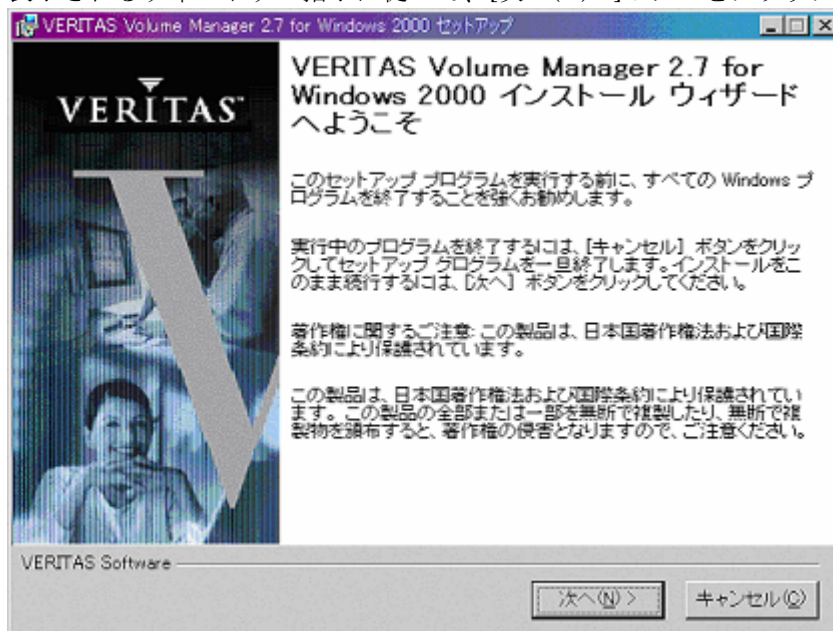 VERITAS Volume Manager 2.7 for Windows 2000 セットアップ
VERITAS
VERITAS Volume Manager 2.7 for
Windows 2000 インストール ウィザード
へようこそ
このセットアップ プログラムを実行する前に、すべての Windows プ
ログラムを終了することを強くお勧めします。
実行中のプログラムを終了するには、[キャンセル] ボタンをクリッ
クしてセットアップ グログラムを一旦終了します。インストールをこ
のまま続行するには、[次へ] ボタンをクリックしてください。
著作権に関するご注意: この製品は、日本国著作権法および国際
条約により保護されています。
この製品は、日本国著作権法および国際条約により保護されてい
ます。この製品の全部または一部を無断で複製したり、無断で複
製物を頒布すると、著作権の侵害となりますので、ご注意ください。
VERITAS Software
次へ(N) >
キャンセル(C)